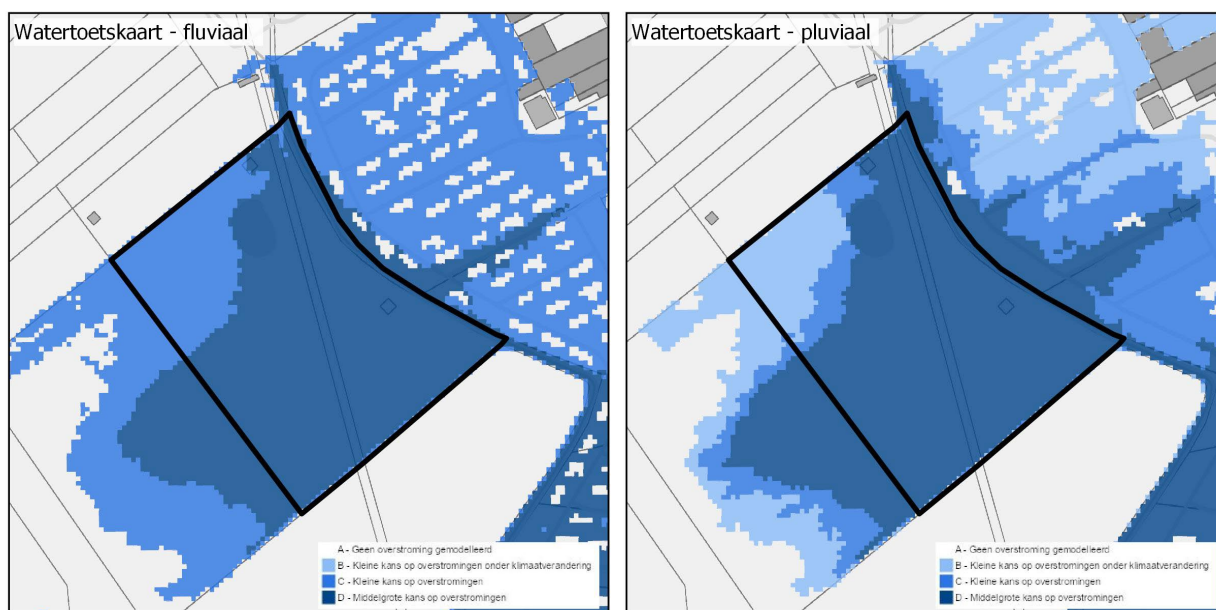 Watertoetskaart - fluviaal
A - Geen overstroming gemodelleerd
B - Kleine kans op overstromingen onder klimaatverandering
C - Kleine kans op overstromingen
D - Middelgrote kans op overstromingen
Watertoetskaart - pluviaal
A - Geen overstroming gemodelleerd
B - Kleine kans op overstromingen onder klimaatverandering
C - Kleine kans op overstromingen
D - Middelgrote kans op overstromingen